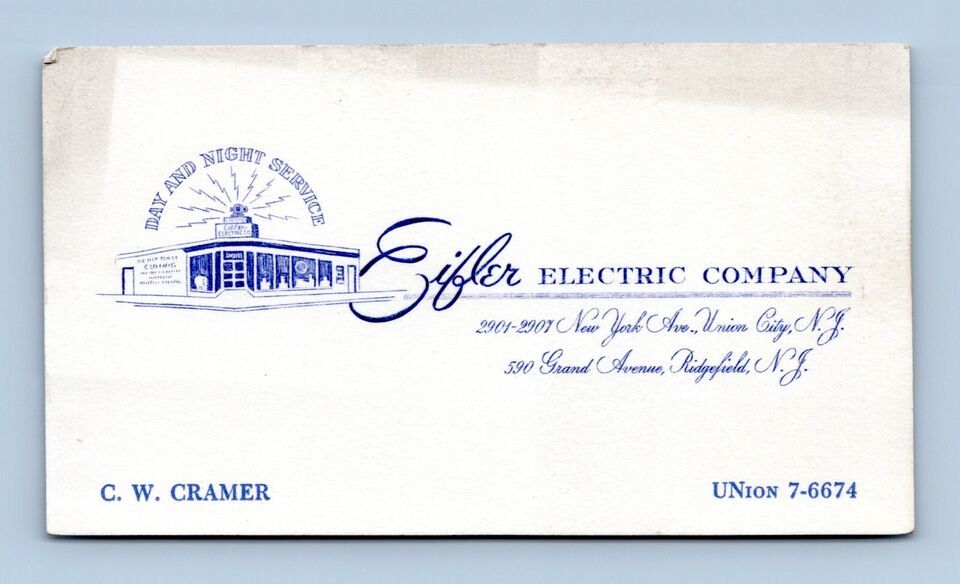 DAY AND NIGHT SERVICE
Eifler ELECTRIC COMPANY
2901-2907 New York Ave., Union City, N. J.
590 Grand Avenue, Ridgefield, N. J.
C. W. CRAMER
UNION 7-6674